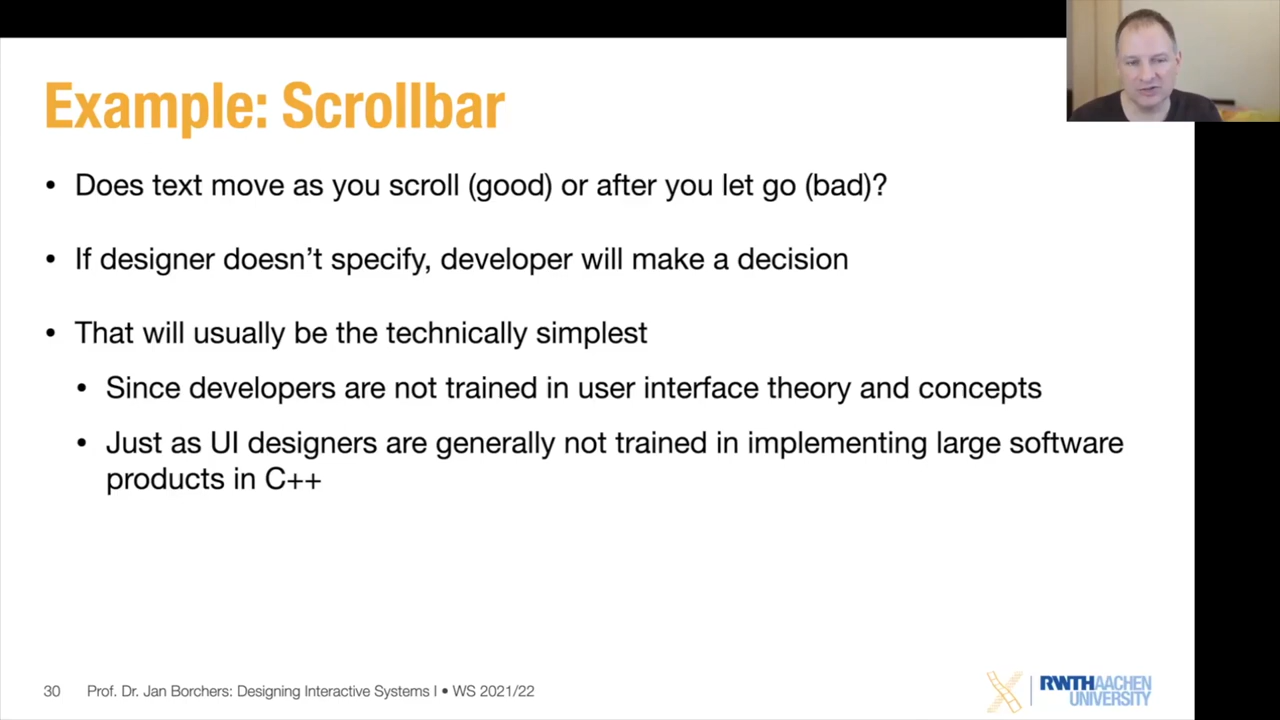 Example: Scrollbar
• Does text move as you scroll (good) or after you let go (bad)?
• If designer doesn’t specify, developer will make a decision
• That will usually be the technically simplest
• Since developers are not trained in user interface theory and concepts
• Just as UI designers are generally not trained in implementing large software
products in C++
30 Prof. Dr. Jan Borchers: Designing Interactive Systems I • WS 2021/22
RWTHAACHEN
UNIVERSITY